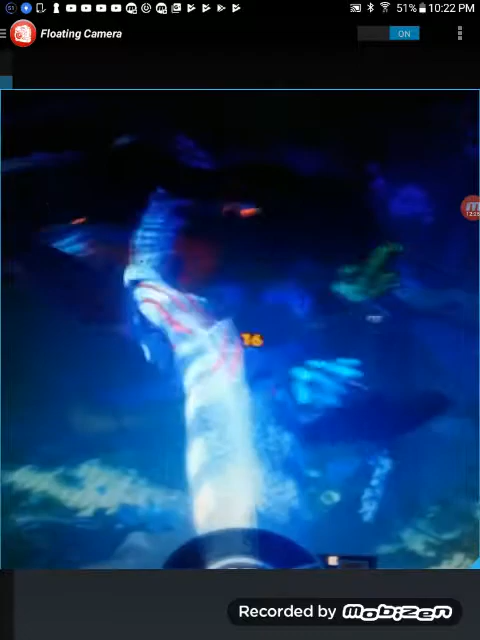 51% 10:22 PM
Floating Camera
ON
16
Recorded by mobizen